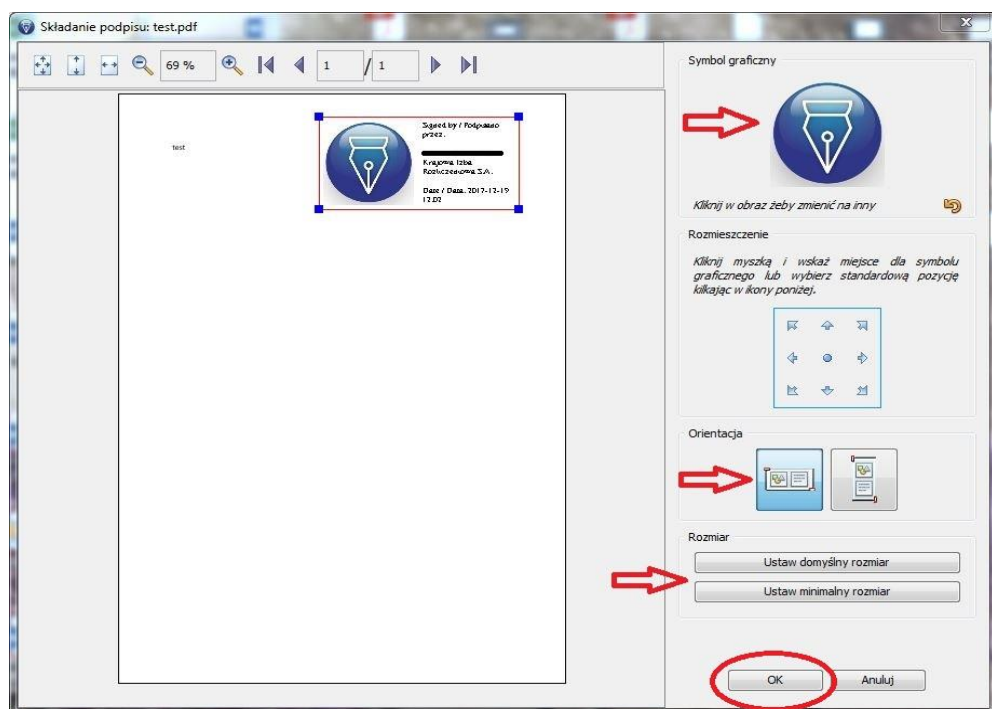 Składanie podpisu: test.pdf
69 %
1 / 1
test
Signed by / Podpisano
przez:
Krajowa Izba
Rozliczeniowa S.A.
Date / Data: 2017-12-19
12:02
Symbol graficzny
Kliknij w obraz żeby zmienić na inny
Rozmieszczenie
Kliknij myszką i wskaż miejsce dla symbolu
graficznego lub wybierz standardową pozycję
klikając w ikony poniżej.
Orientacja
Rozmiar
Ustaw domyślny rozmiar
Ustaw minimalny rozmiar
OK
Anuluj